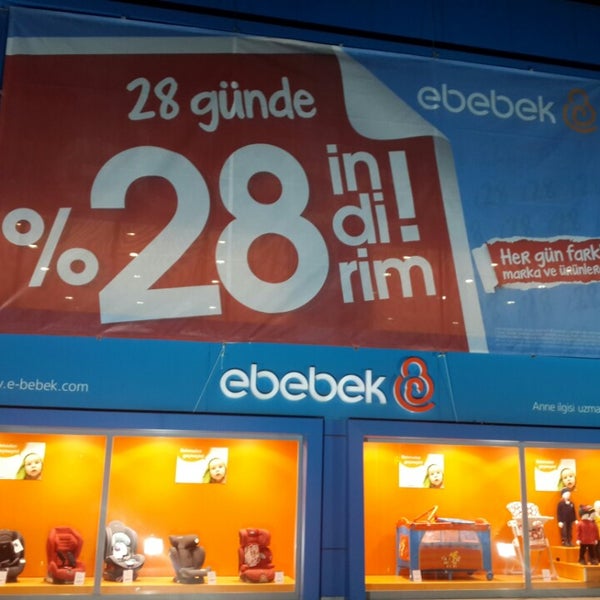 28 günde
%28
in
di
rim!
ebebek
Her gün fark
marka ve ürünler
e-bebek.com
ebebek
Anne ilgisi uzma